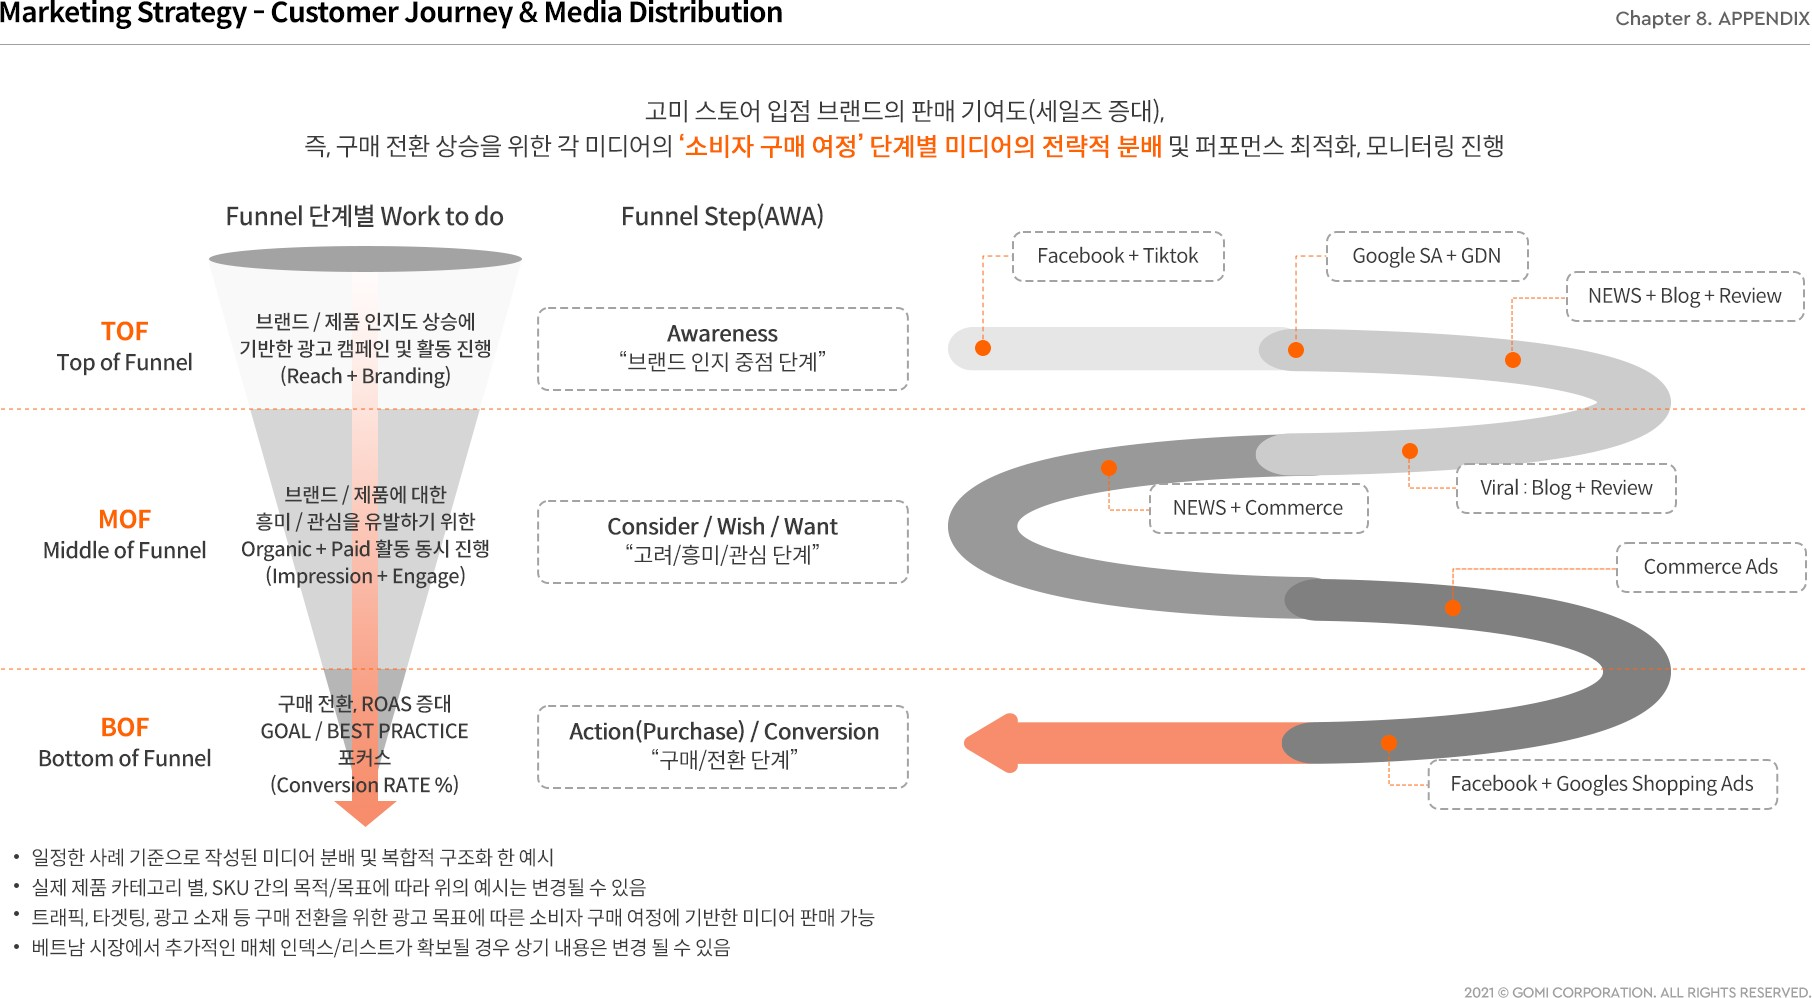 Marketing Strategy - Customer Journey & Media Distribution
Chapter 8. APPENDIX
고미 스토어 입점 브랜드의 판매 기여도(세일즈 증대),
즉, 구매 전환 상승을 위한 각 미디어의 ‘소비자 구매 여정’ 단계별 미디어의 전략적 분배 및 퍼포먼스 최적화, 모니터링 진행
Funnel 단계별 Work to do
Funnel Step(AWA)
TOF
Top of Funnel
브랜드 / 제품 인지도 상승에
기반한 광고 캠페인 및 활동 진행
(Reach + Branding)
Awareness
“브랜드 인지 중점 단계”
Facebook + Tiktok
Google SA + GDN
NEWS + Blog + Review
MOF
Middle of Funnel
브랜드 / 제품에 대한
흥미 / 관심을 유발하기 위한
Organic + Paid 활동 동시 진행
(Impression + Engage)
Consider / Wish / Want
“고려/흥미/관심 단계”
Viral : Blog + Review
NEWS + Commerce
Commerce Ads
BOF
Bottom of Funnel
구매 전환, ROAS 증대
GOAL / BEST PRACTICE
포커스
(Conversion RATE %)
Action(Purchase) / Conversion
“구매/전환 단계”
Facebook + Googles Shopping Ads
• 일정한 사례 기준으로 작성된 미디어 분배 및 복합적 구조화 한 예시
• 실제 제품 카테고리 별, SKU 간의 목적/목표에 따라 위의 예시는 변경될 수 있음
• 트래픽, 타겟팅, 광고 소재 등 구매 전환을 위한 광고 목표에 따른 소비자 구매 여정에 기반한 미디어 판매 가능
• 베트남 시장에서 추가적인 매체 인덱스/리스트가 확보될 경우 상기 내용은 변경 될 수 있음
2021 © GOMI CORPORATION. ALL RIGHTS RESERVED.